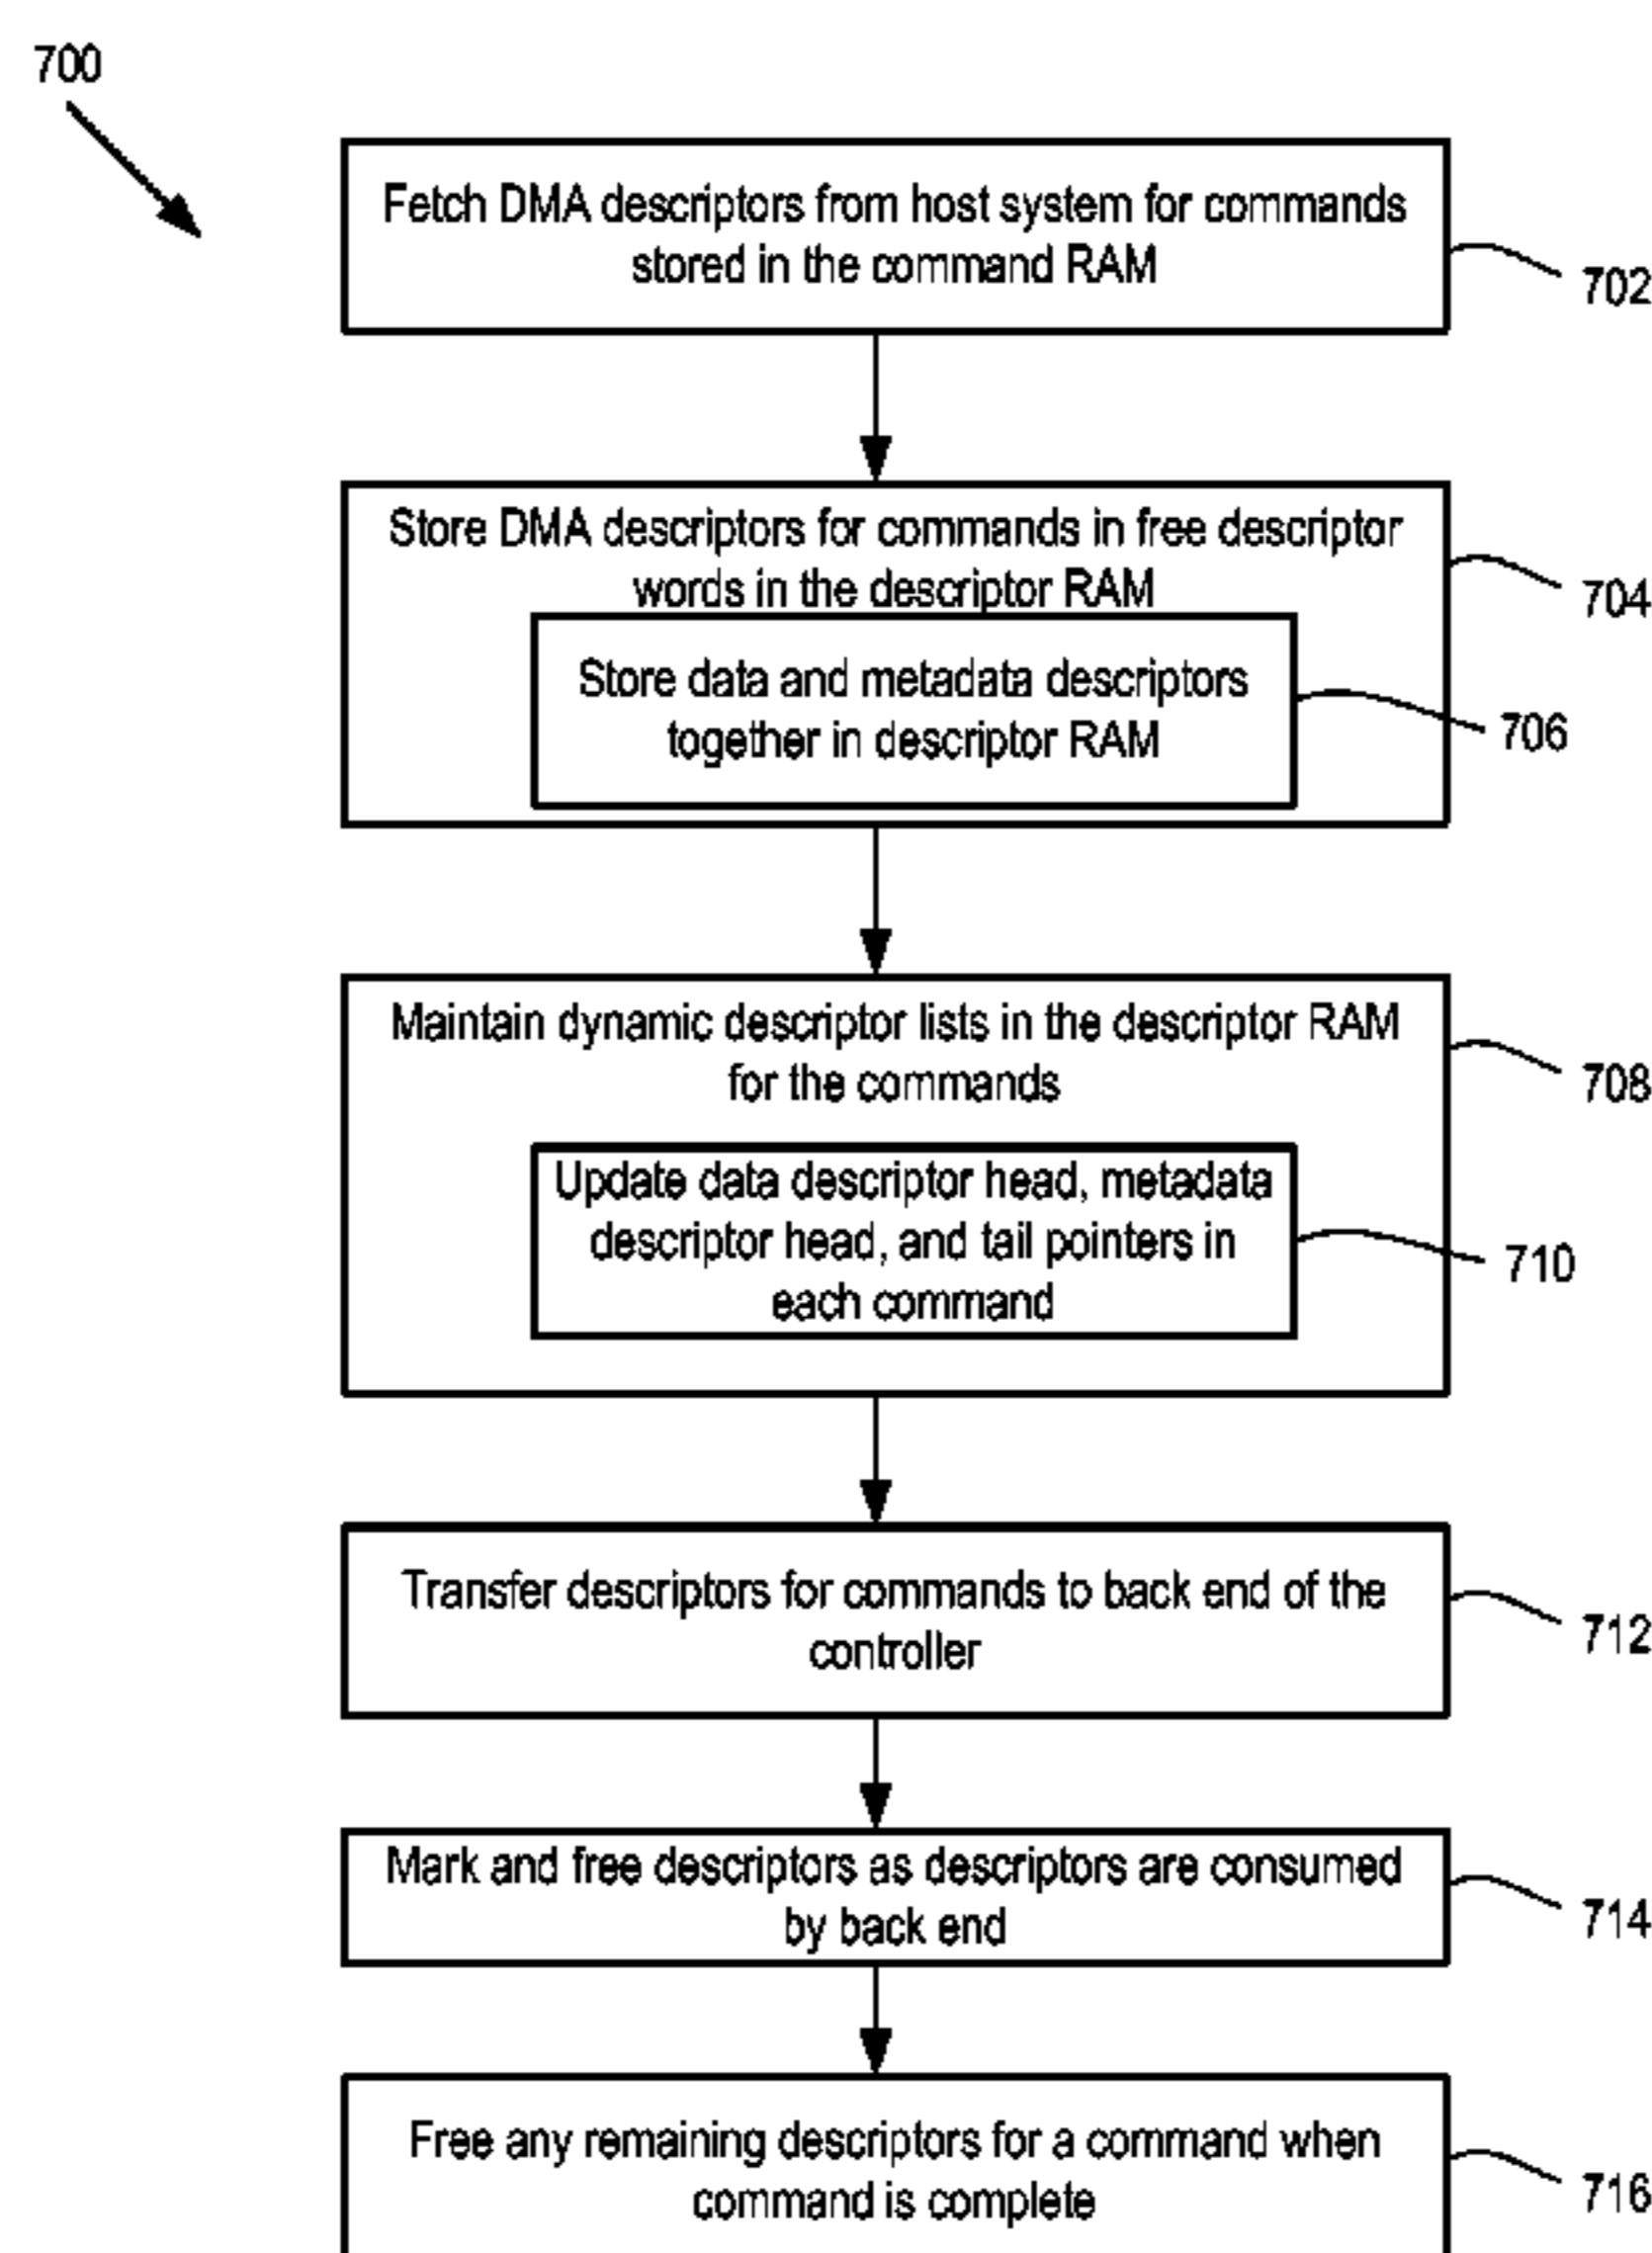 700
Fetch DMA descriptors from host system for commands
stored in the command RAM
702
Store DMA descriptors for commands in free descriptor
words in the descriptor RAM
704
Store data and metadata descriptors
together in descriptor RAM
706
Maintain dynamic descriptor lists in the descriptor RAM
for the commands
708
Update data descriptor head, metadata
descriptor head, and tail pointers in
each command
710
Transfer descriptors for commands to back end of the
controller
712
Mark and free descriptors as descriptors are consumed
by back end
714
Free any remaining descriptors for a command when
command is complete
716